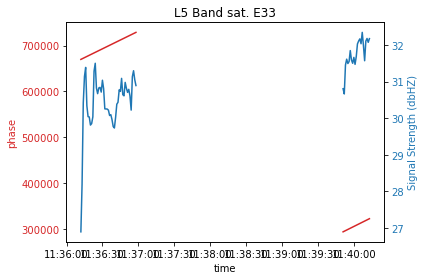 L5 Band sat. E33
700000
600000
500000
400000
300000
phase
32
31
30
29
28
27
Signal Strength (dbHZ)
11:36:00 11:36:30 11:37:00 11:37:30 11:38:00 11:38:30 11:39:00 11:39:30 11:40:00
time